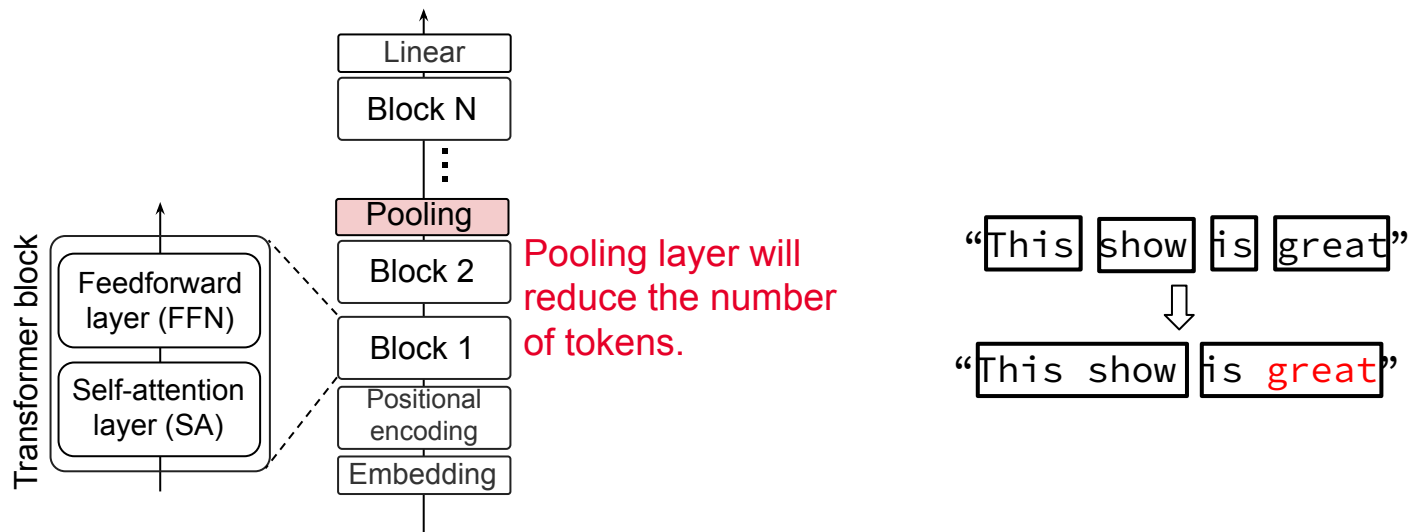 Linear
Block N
Pooling
Block 2
Block 1
Positional
encoding
Embedding
Transformer block
Feedforward
layer (FFN)
Self-attention
layer (SA)
Pooling layer will
reduce the number
of tokens.
“This show is great”
“This show is great”